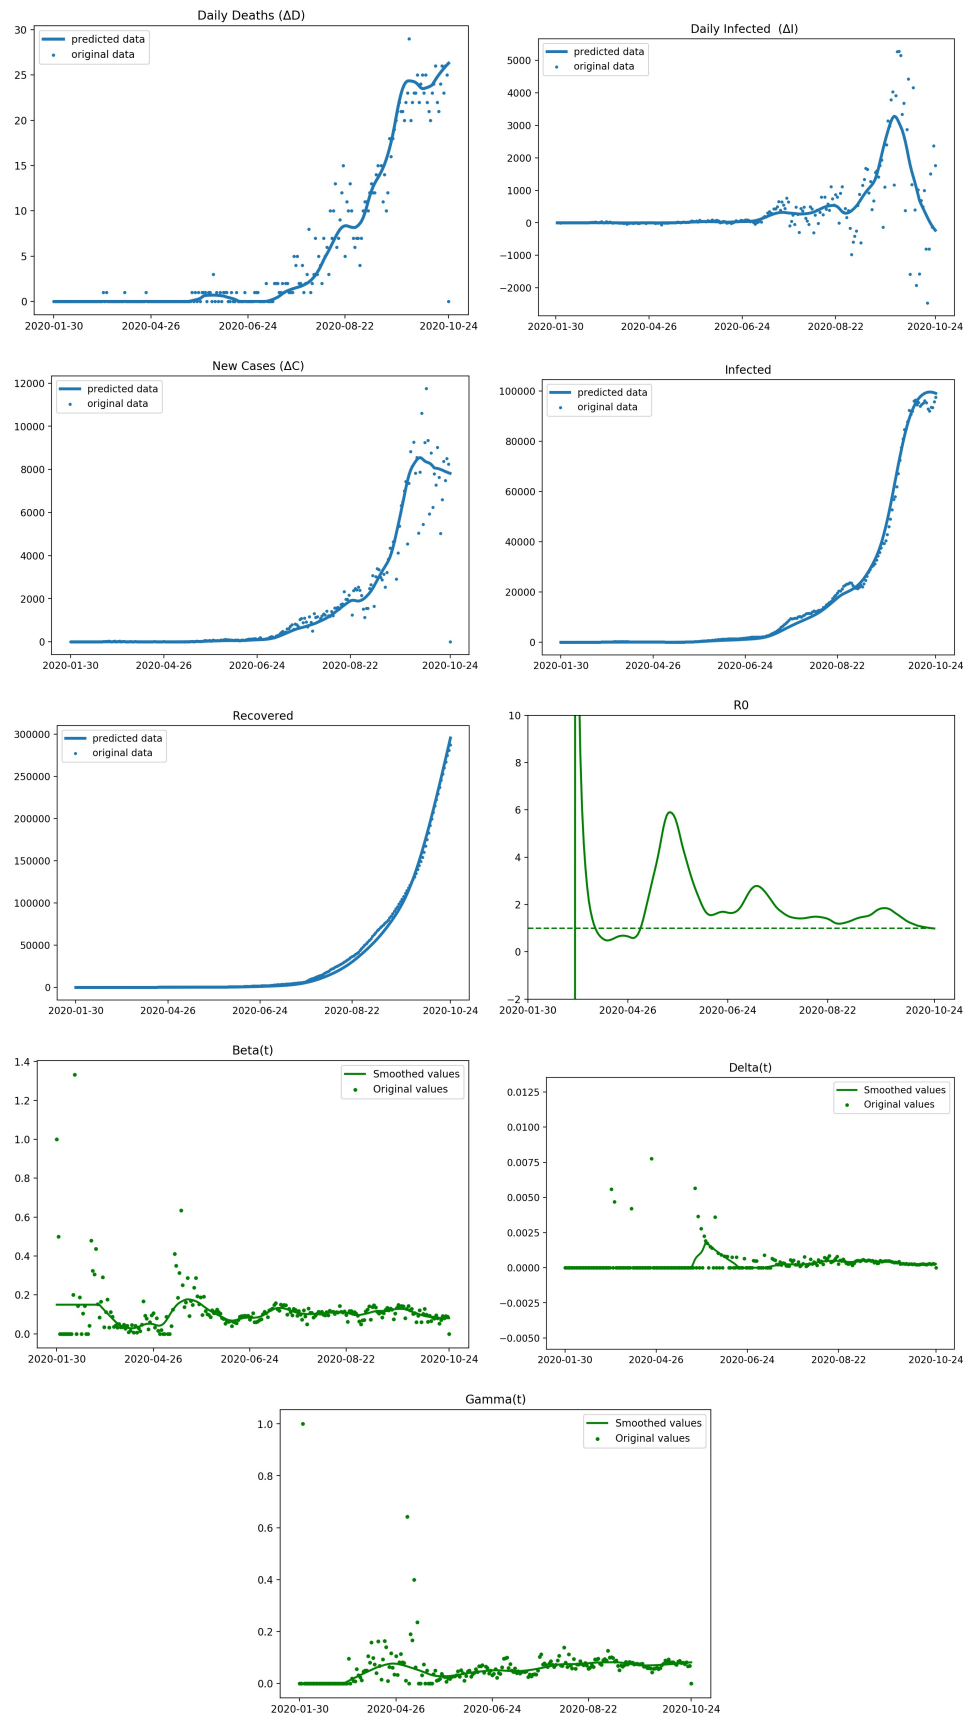 Daily Deaths (ΔD)
predicted data
original data
30
25
20
15
10
5
0
2020-01-30 2020-04-26 2020-06-24 2020-08-22 2020-10-24
Daily Infected (ΔI)
predicted data
original data
5000
4000
3000
2000
1000
0
−1000
−2000
2020-01-30 2020-04-26 2020-06-24 2020-08-22 2020-10-24
New Cases (ΔC)
predicted data
original data
12000
10000
8000
6000
4000
2000
0
2020-01-30 2020-04-26 2020-06-24 2020-08-22 2020-10-24
Infected
predicted data
original data
100000
80000
60000
40000
20000
0
2020-01-30 2020-04-26 2020-06-24 2020-08-22 2020-10-24
Recovered
predicted data
original data
300000
250000
200000
150000
100000
50000
0
2020-01-30 2020-04-26 2020-06-24 2020-08-22 2020-10-24
R0
10
8
6
4
2
0
−2
2020-01-30 2020-04-26 2020-06-24 2020-08-22 2020-10-24
Beta(t)
Smoothed values
Original values
1.4
1.2
1.0
0.8
0.6
0.4
0.2
0.0
2020-01-30 2020-04-26 2020-06-24 2020-08-22 2020-10-24
Delta(t)
Smoothed values
Original values
0.0125
0.0100
0.0075
0.0050
0.0025
0.0000
−0.0025
−0.0050
2020-01-30 2020-04-26 2020-06-24 2020-08-22 2020-10-24
Gamma(t)
Smoothed values
Original values
1.0
0.8
0.6
0.4
0.2
0.0
2020-01-30 2020-04-26 2020-06-24 2020-08-22 2020-10-24